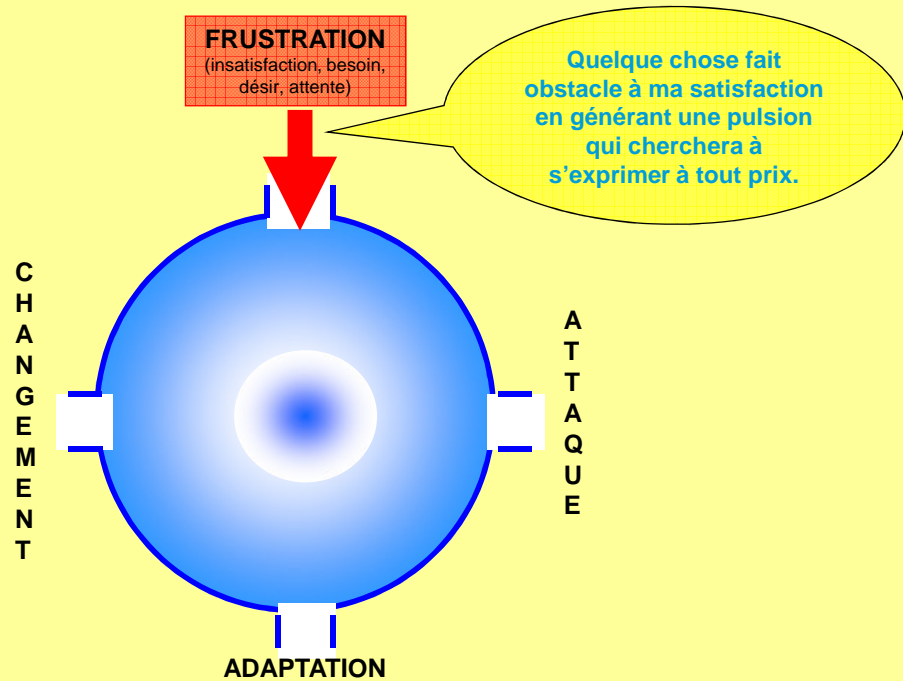 FRUSTRATION
(insatisfaction, besoin,
désir, attente)
Quelque chose fait
obstacle à ma satisfaction
en générant une pulsion
qui cherchera à
s’exprimer à tout prix.
CHANGEMENT
ATTAQUE
ADAPTATION